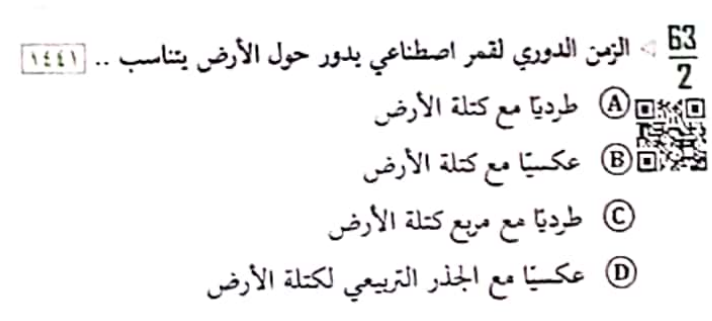 63/2 ◁ الزمن الدوري لقمر اصطناعي يدور حول الأرض يتناسب .. ١٤٤١
A طرديًا مع كتلة الأرض
B عكسيًا مع كتلة الأرض
C طرديًا مع مربع كتلة الأرض
D عكسيًا مع الجذر التربيعي لكتلة الأرض